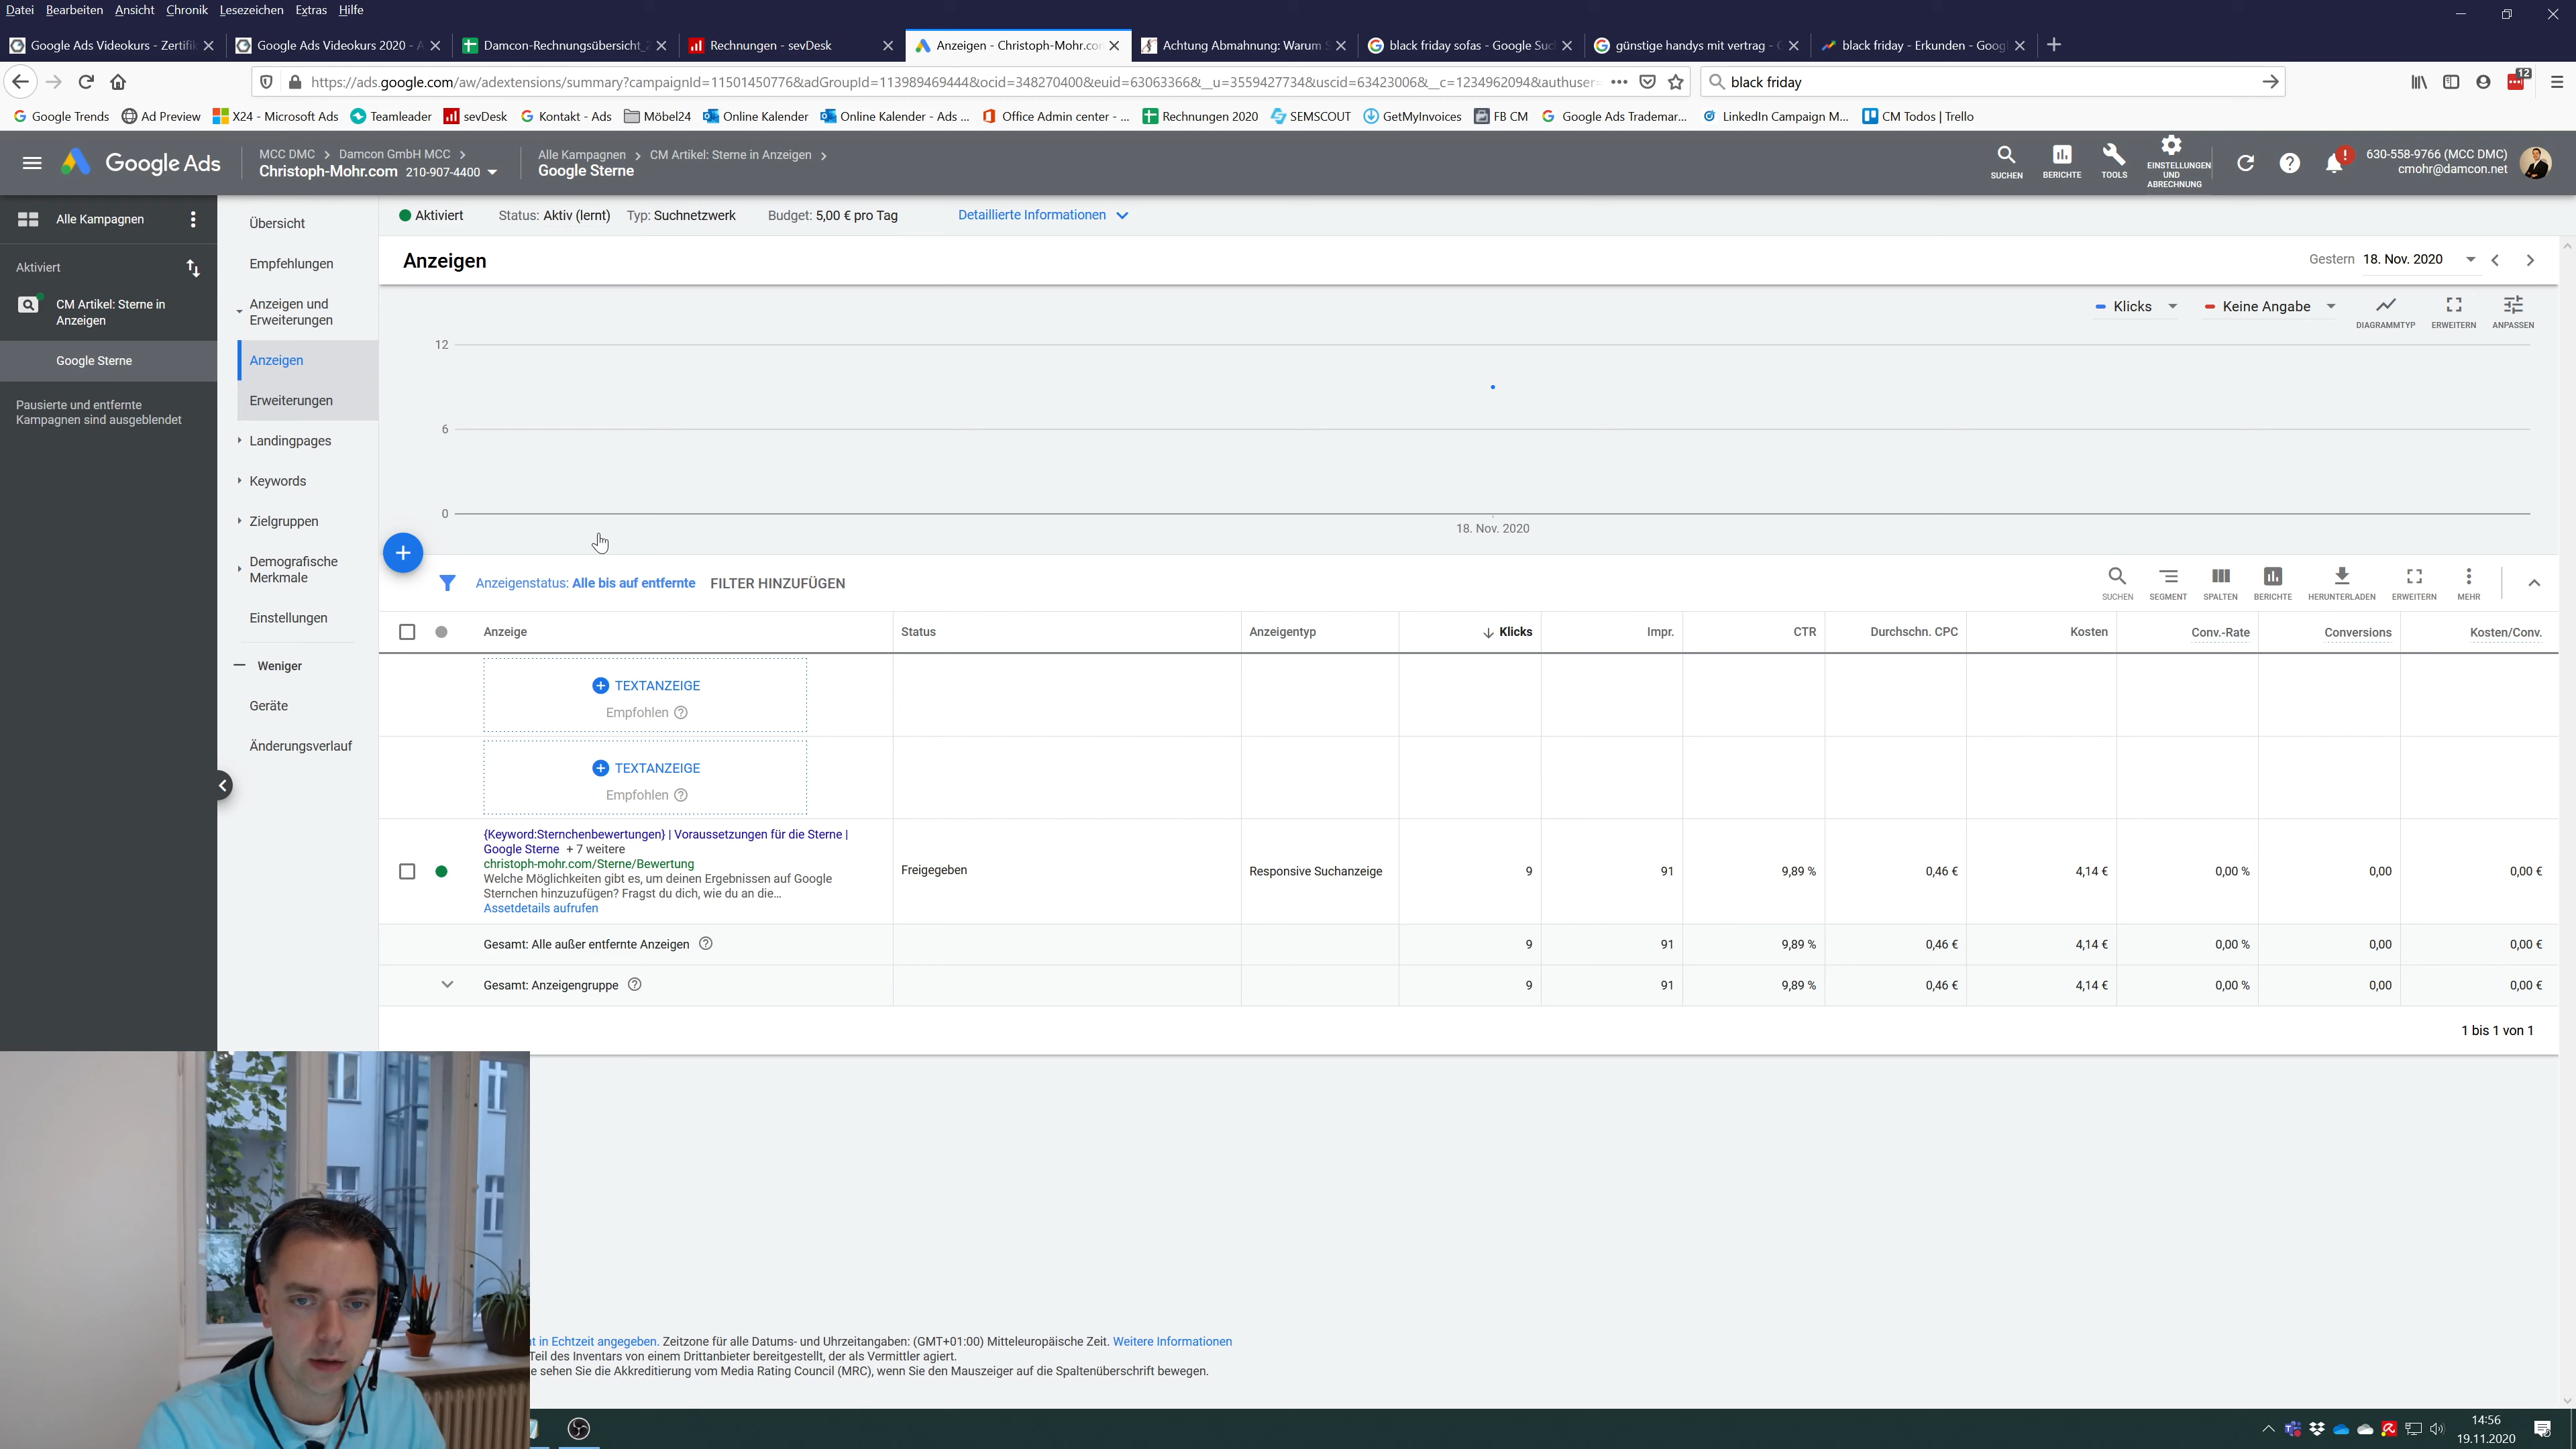 Datei Bearbeiten Ansicht Chronik Lesezeichen Extras Hilfe
Google Ads Videokurs - Zertifik
Google Ads Videokurs 2020 - A
Damcon-Rechnungsübersicht_2
Rechnungen - sevDesk
Anzeigen - Christoph-Mohr.com
Achtung Abmahnung: Warum S
black friday sofas - Google Suc
günstige handys mit vertrag -
black friday - Erkunden - Googl
https://ads.google.com/aw/adextensions/summary?campaignId=11501450776&adGroupId=113989469444&ocid=348270400&euid=63063366&__u=3559427734&uscid=63423006&__c=1234962094&authuser=
black friday
12
Google Trends Ad Preview X24 - Microsoft Ads Teamleader sevDesk Kontakt - Ads Möbel24 Online Kalender Online Kalender - Ads ... Office Admin center - ... Rechnungen 2020 SEMSCOUT GetMyInvoices FB CM Google Ads Trademar... LinkedIn Campaign M... CM Todos | Trello
Google Ads
MCC DMC > Damcon GmbH MCC >
Christoph-Mohr.com 210-907-4400
Alle Kampagnen > CM Artikel: Sterne in Anzeigen >
Google Sterne
SUCHEN
BERICHTE
TOOLS
EINSTELLUNGEN
UND
ABRECHNUNG
!
630-558-9766 (MCC DMC)
cmohr@damcon.net
Alle Kampagnen
Aktiviert
CM Artikel: Sterne in
Anzeigen
Google Sterne
Pausierte und entfernte
Kampagnen sind ausgeblendet
Übersicht
Empfehlungen
Anzeigen und
Erweiterungen
Anzeigen
Erweiterungen
Landingpages
Keywords
Zielgruppen
Demografische
Merkmale
Einstellungen
Weniger
Geräte
Änderungsverlauf
Aktiviert Status: Aktiv (lernt) Typ: Suchnetzwerk Budget: 5,00 € pro Tag Detaillierte Informationen
Anzeigen
Gestern 18. Nov. 2020
Klicks
Keine Angabe
DIAGRAMMTYP
ERWEITERN
ANPASSEN
12
6
0
18. Nov. 2020
Anzeigenstatus: Alle bis auf entfernte FILTER HINZUFÜGEN
SUCHEN
SEGMENT
SPALTEN
BERICHTE
HERUNTERLADEN
ERWEITERN
MEHR
Anzeige Status Anzeigentyp Klicks Impr. CTR Durchschn. CPC Kosten Conv.-Rate Conversions Kosten/Conv.
TEXTANZEIGE
Empfohlen
TEXTANZEIGE
Empfohlen
{Keyword:Sternchenbewertungen} | Voraussetzungen für die Sterne |
Google Sterne + 7 weitere
christoph-mohr.com/Sterne/Bewertung
Welche Möglichkeiten gibt es, um deinen Ergebnissen auf Google
Sternchen hinzuzufügen? Fragst du dich, wie du an die…
Assetdetails aufrufen
Freigegeben Responsive Suchanzeige 9 91 9,89 % 0,46 € 4,14 € 0,00 % 0,00 0,00 €
Gesamt: Alle außer entfernte Anzeigen 9 91 9,89 % 0,46 € 4,14 € 0,00 % 0,00 0,00 €
Gesamt: Anzeigengruppe 9 91 9,89 % 0,46 € 4,14 € 0,00 % 0,00 0,00 €
1 bis 1 von 1
in Echtzeit angegeben. Zeitzone für alle Datums- und Uhrzeitangaben: (GMT+01:00) Mitteleuropäische Zeit. Weitere Informationen
Teil des Inventars von einem Drittanbieter bereitgestellt, der als Vermittler agiert.
sehen Sie die Akkreditierung vom Media Rating Council (MRC), wenn Sie den Mauszeiger auf die Spaltenüberschrift bewegen.
14:56
19.11.2020